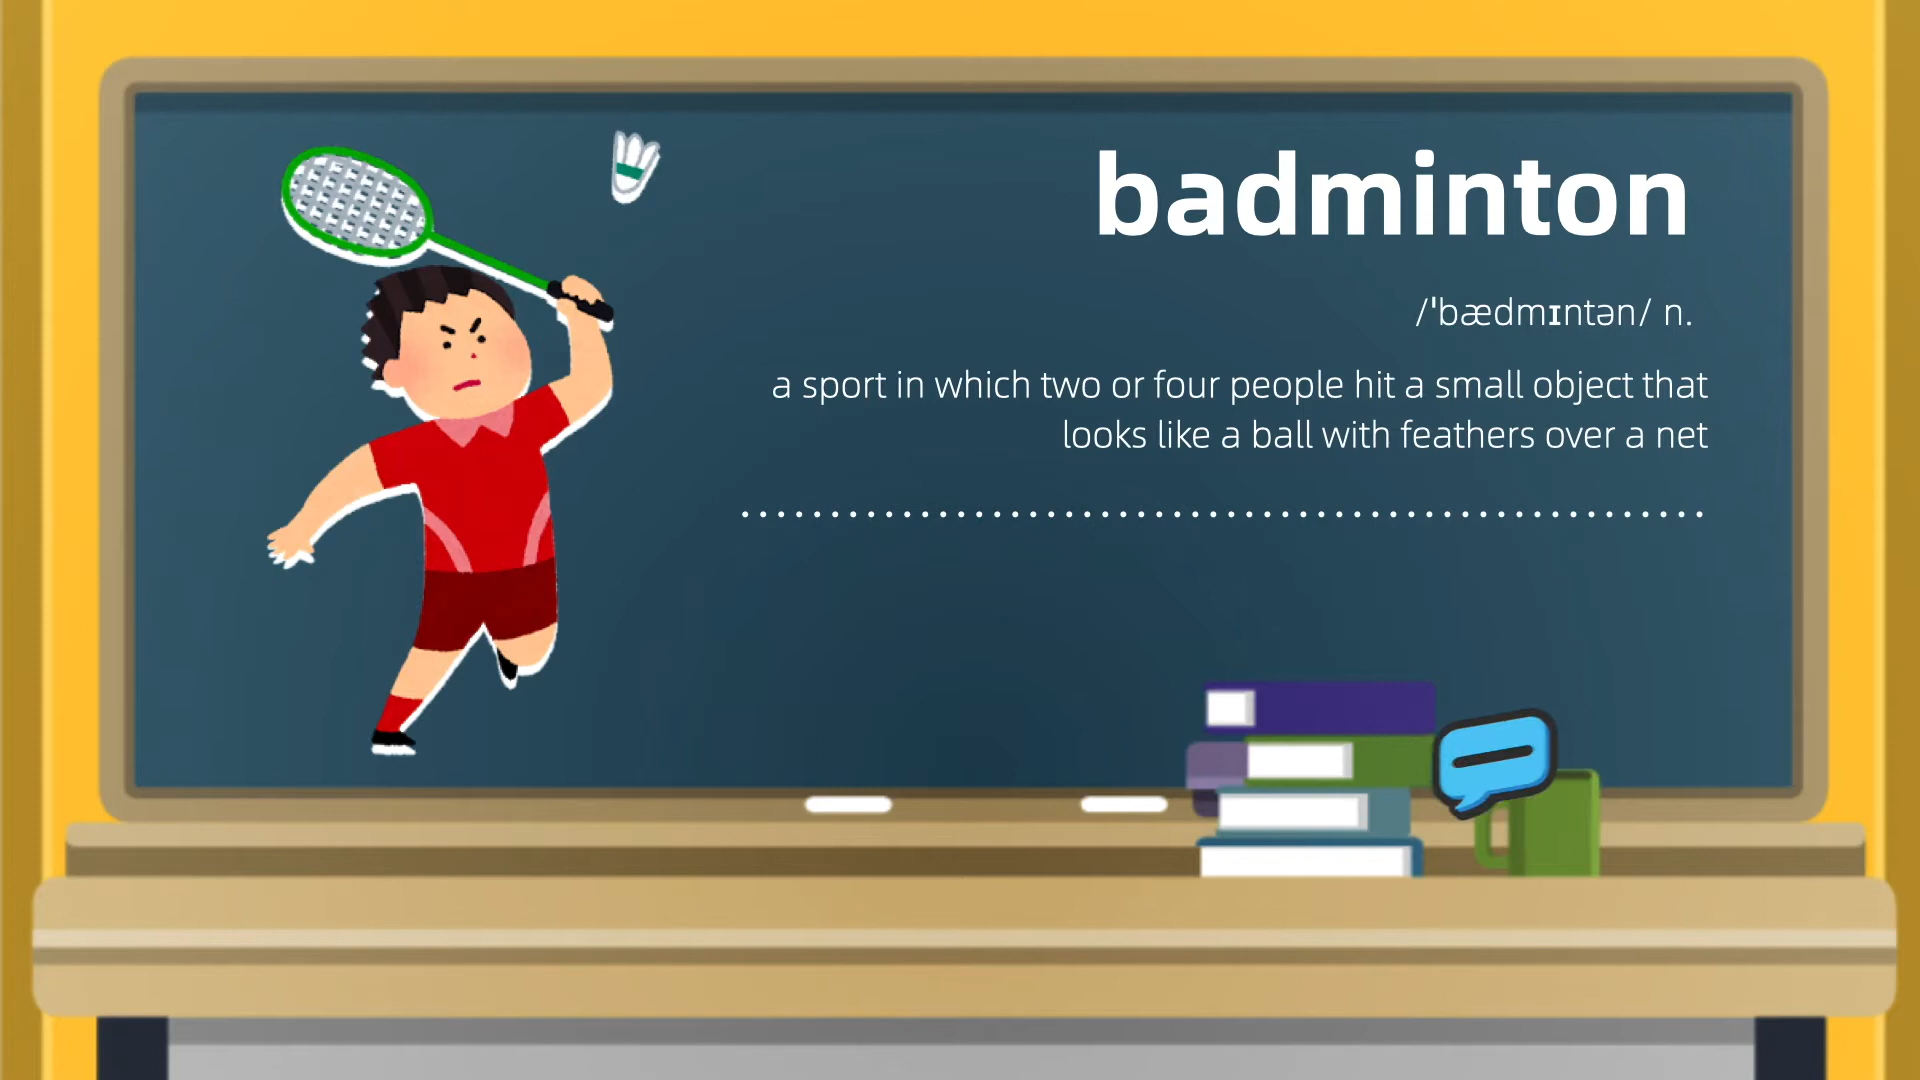 badminton
/ˈbædmɪntən/ n.
a sport in which two or four people hit a small object that
looks like a ball with feathers over a net